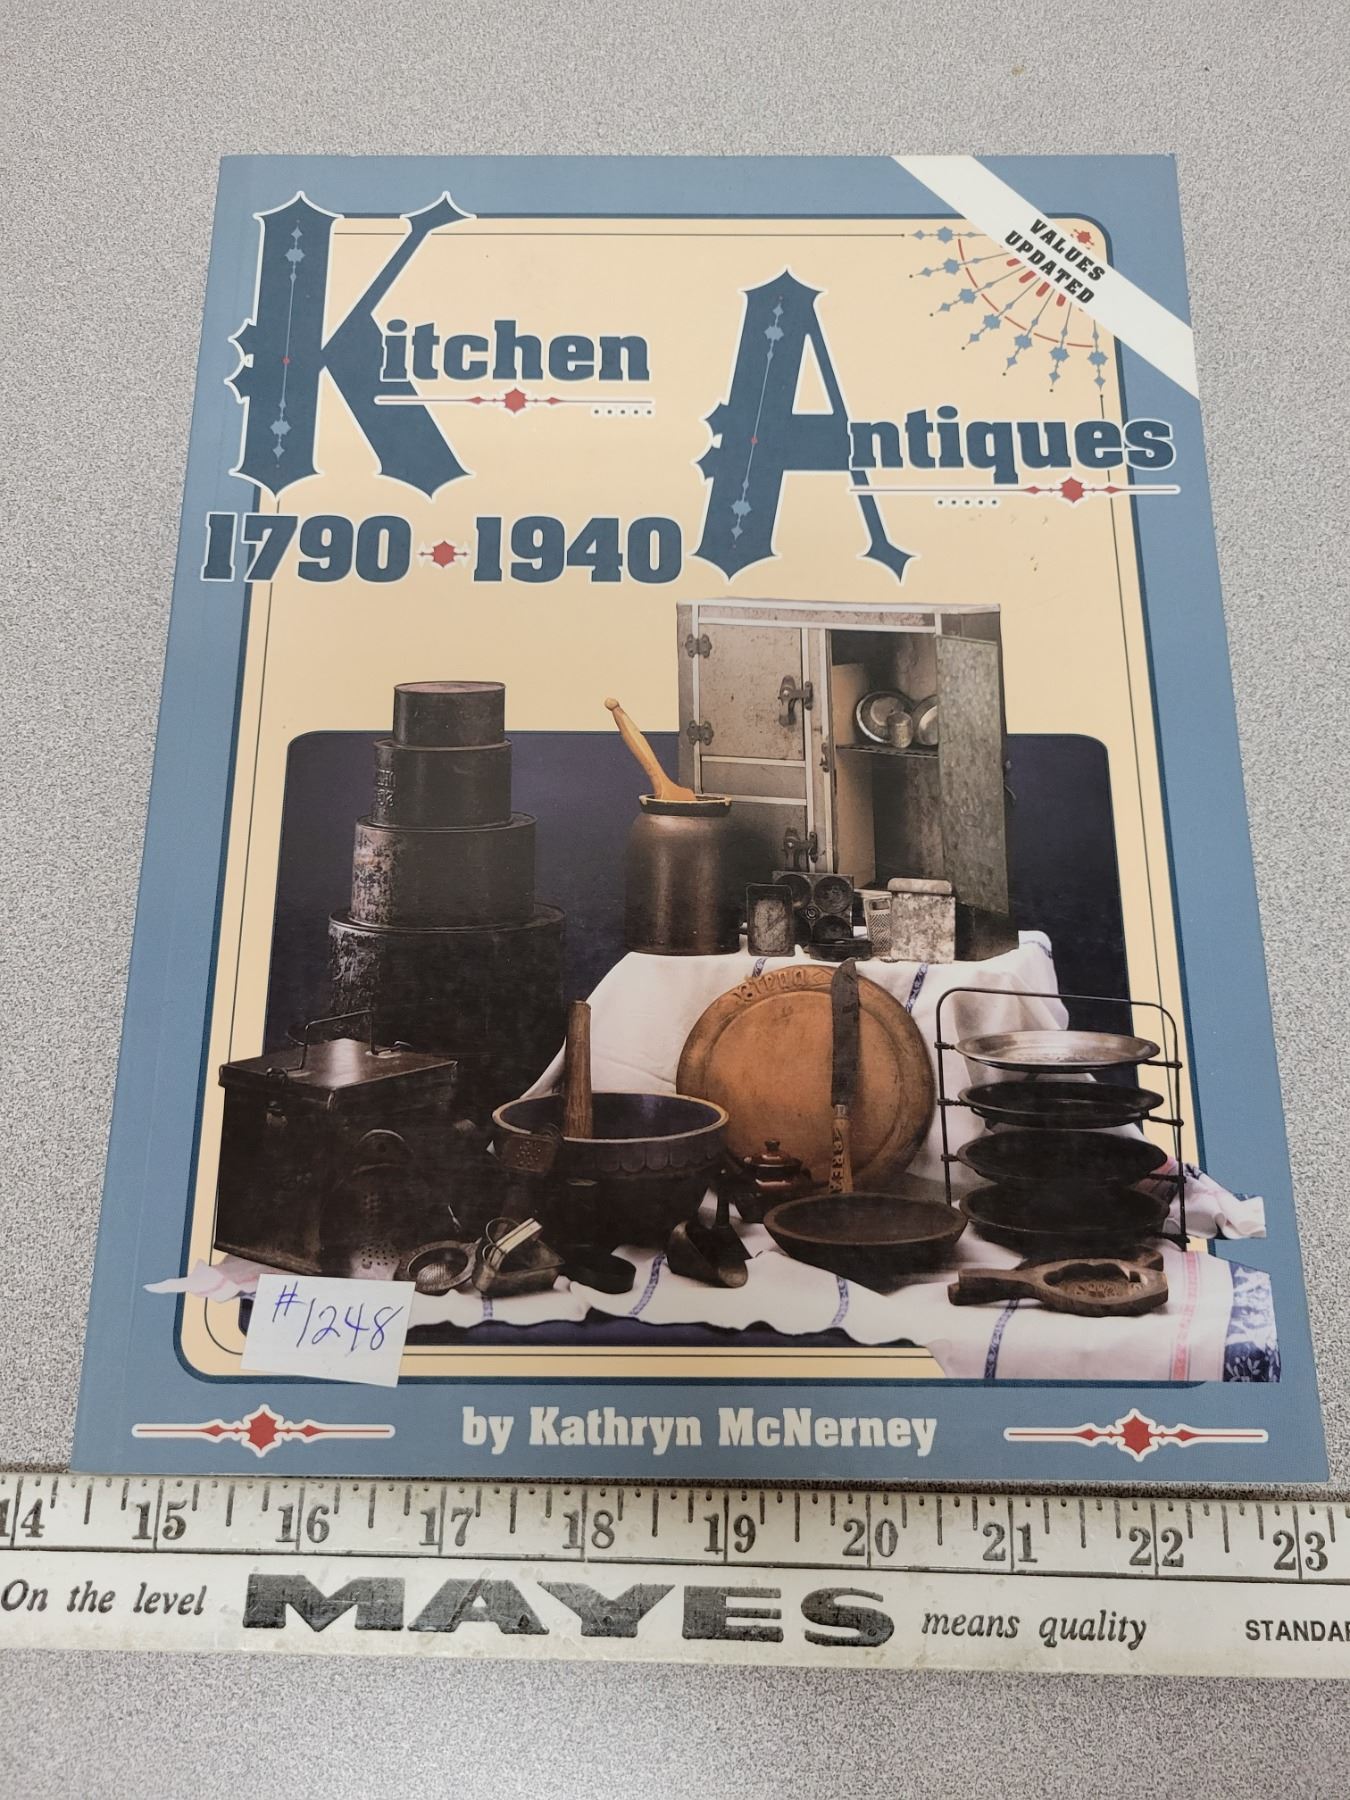 VALUES
UPDATED
Kitchen
Antiques
1790 1940
Bread
#1248
by Kathryn McNerney
14 15 16 17 18 19 20 21 22 23
On the level MAYES means quality